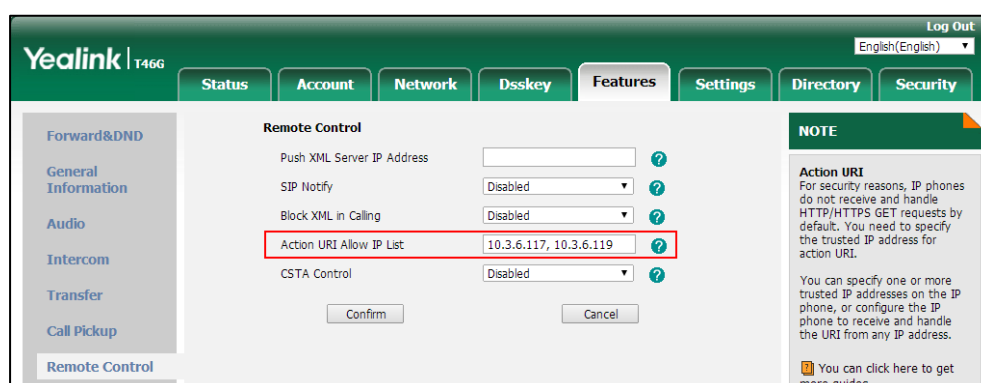 Log Out
English(English)
Yealink T46G
Status Account Network Dsskey Features Settings Directory Security
Forward&DND
General
Information
Audio
Intercom
Transfer
Call Pickup
Remote Control
Remote Control
Push XML Server IP Address
SIP Notify Disabled
Block XML in Calling Disabled
Action URI Allow IP List 10.3.6.117, 10.3.6.119
CSTA Control Disabled
Confirm Cancel
NOTE
Action URI
For security reasons, IP phones
do not receive and handle
HTTP/HTTPS GET requests by
default. You need to specify
the trusted IP address for
action URI.
You can specify one or more
trusted IP addresses on the IP
phone, or configure the IP
phone to receive and handle
the URI from any IP address.
You can click here to get
more guides